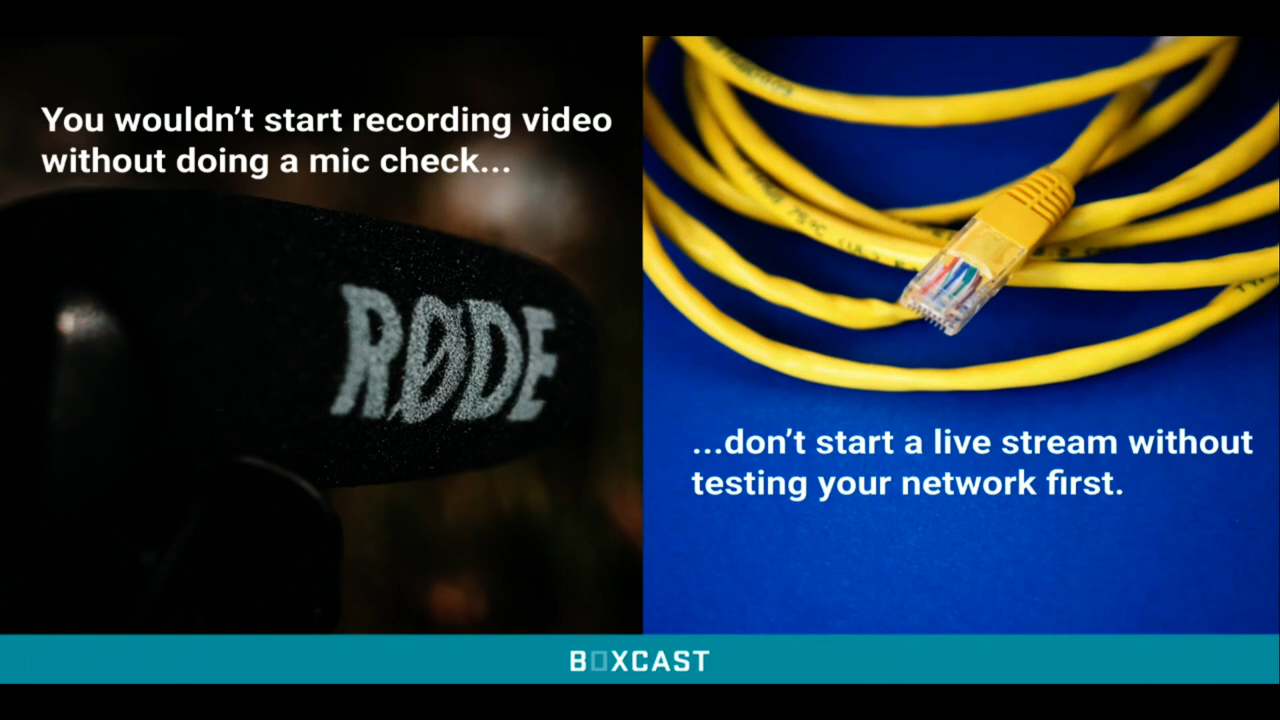 You wouldn't start recording video
without doing a mic check...
RØDE
...don't start a live stream without
testing your network first.
BOXCAST